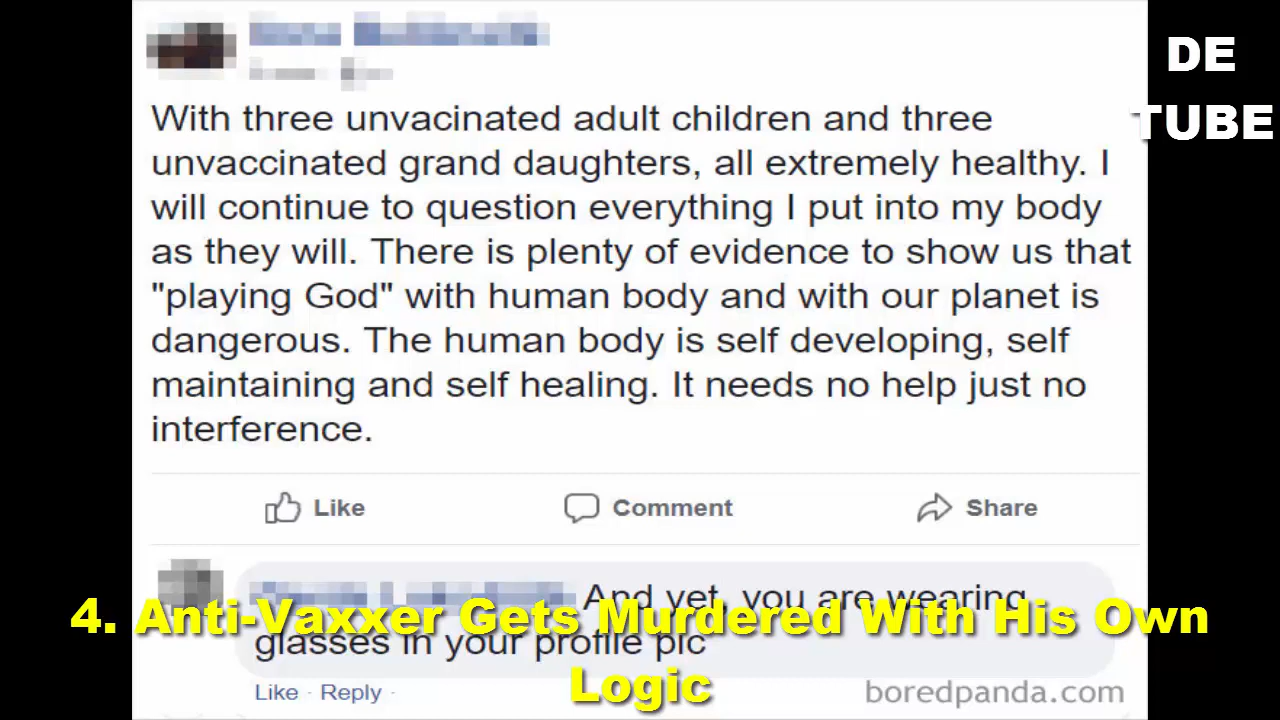 DE
TUBE
With three unvacinated adult children and three
unvaccinated grand daughters, all extremely healthy. I
will continue to question everything I put into my body
as they will. There is plenty of evidence to show us that
"playing God" with human body and with our planet is
dangerous. The human body is self developing, self
maintaining and self healing. It needs no help just no
interference.
Like Comment Share
And yet, you are wearing
glasses in your profile pic
4. Anti-Vaxxer Gets Murdered With His Own
Logic
Like · Reply ·
boredpanda.com